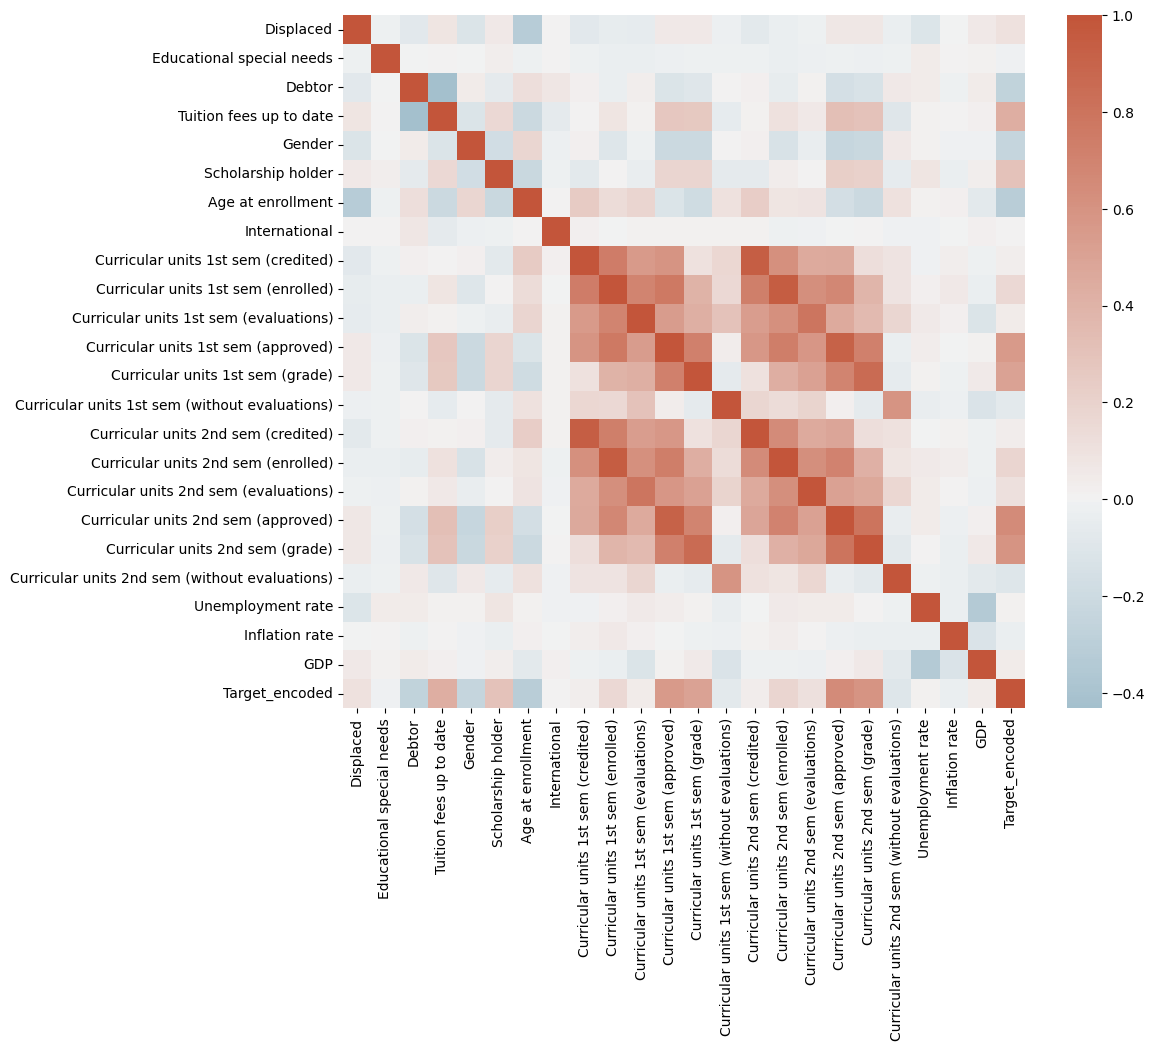 Displaced
Educational special needs
Debtor
Tuition fees up to date
Gender
Scholarship holder
Age at enrollment
International
Curricular units 1st sem (credited)
Curricular units 1st sem (enrolled)
Curricular units 1st sem (evaluations)
Curricular units 1st sem (approved)
Curricular units 1st sem (grade)
Curricular units 1st sem (without evaluations)
Curricular units 2nd sem (credited)
Curricular units 2nd sem (enrolled)
Curricular units 2nd sem (evaluations)
Curricular units 2nd sem (approved)
Curricular units 2nd sem (grade)
Curricular units 2nd sem (without evaluations)
Unemployment rate
Inflation rate
GDP
Target_encoded
Displaced
Educational special needs
Debtor
Tuition fees up to date
Gender
Scholarship holder
Age at enrollment
International
Curricular units 1st sem (credited)
Curricular units 1st sem (enrolled)
Curricular units 1st sem (evaluations)
Curricular units 1st sem (approved)
Curricular units 1st sem (grade)
Curricular units 1st sem (without evaluations)
Curricular units 2nd sem (credited)
Curricular units 2nd sem (enrolled)
Curricular units 2nd sem (evaluations)
Curricular units 2nd sem (approved)
Curricular units 2nd sem (grade)
Curricular units 2nd sem (without evaluations)
Unemployment rate
Inflation rate
GDP
Target_encoded
1.0
0.8
0.6
0.4
0.2
0.0
−0.2
−0.4